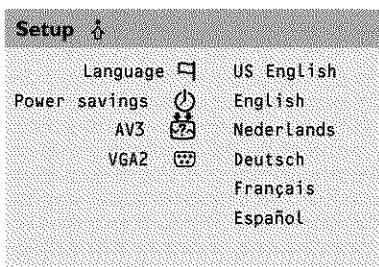 Setup
Language US English
Power savings English
AV3 Nederlands
VGA2 Deutsch
Français
Español